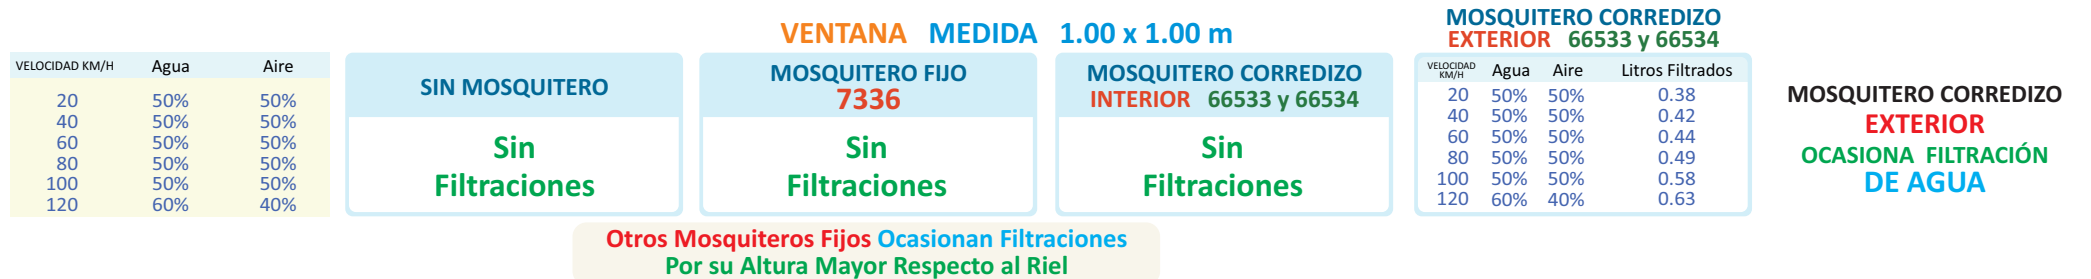 VENTANA MEDIDA 1.00 x 1.00 m
VELOCIDAD KM/H Agua Aire
20 50% 50%
40 50% 50%
60 50% 50%
80 50% 50%
100 50% 50%
120 60% 40%
SIN MOSQUITERO
Sin
Filtraciones
MOSQUITERO FIJO
7336
Sin
Filtraciones
MOSQUITERO CORREDIZO
INTERIOR 66533 y 66534
Sin
Filtraciones
MOSQUITERO CORREDIZO
EXTERIOR 66533 y 66534
VELOCIDAD
KM/H Agua Aire Litros Filtrados
20 50% 50% 0.38
40 50% 50% 0.42
60 50% 50% 0.44
80 50% 50% 0.49
100 50% 50% 0.58
120 60% 40% 0.63
MOSQUITERO CORREDIZO
EXTERIOR
OCASIONA FILTRACIÓN
DE AGUA
Otros Mosquiteros Fijos Ocasionan Filtraciones
Por su Altura Mayor Respecto al Riel